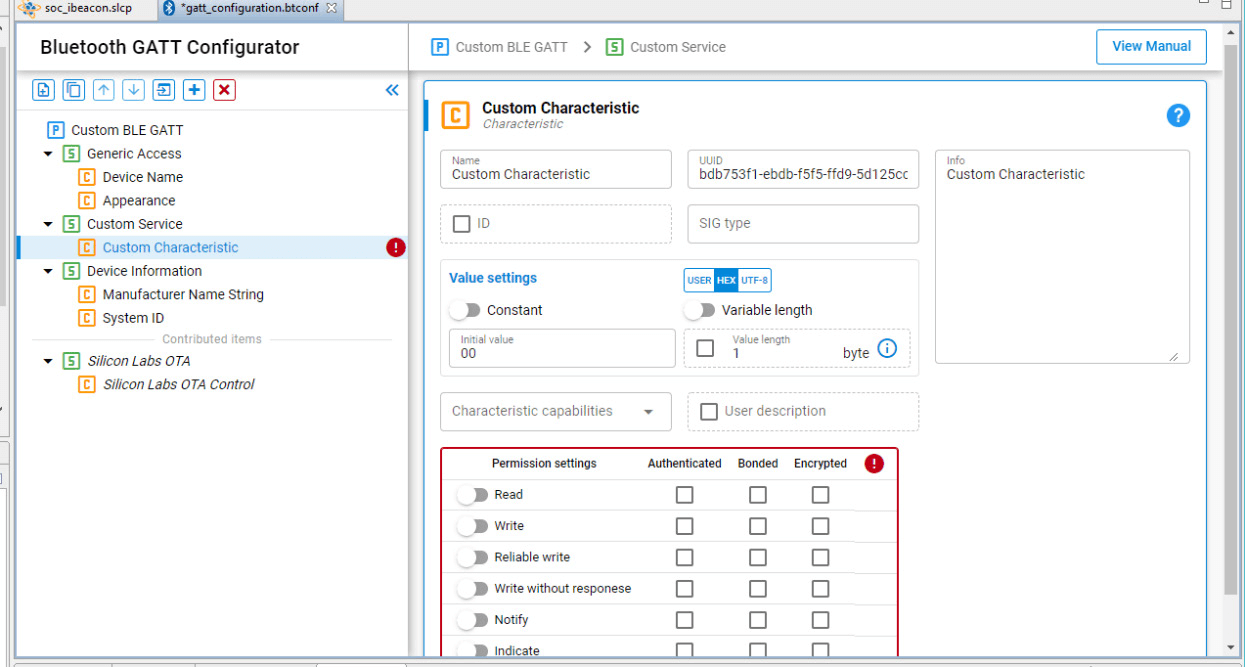 soc_ibeacon.slcp
*gatt_configuration.btconf
Bluetooth GATT Configurator
P Custom BLE GATT > S Custom Service
View Manual
P Custom BLE GATT
S Generic Access
C Device Name
C Appearance
S Custom Service
C Custom Characteristic !
S Device Information
C Manufacturer Name String
C System ID
Contributed items
S Silicon Labs OTA
C Silicon Labs OTA Control
C Custom Characteristic
Characteristic
?
Name
Custom Characteristic
UUID
bdb753f1-ebdb-f5f5-ffd9-5d125cc
Info
Custom Characteristic
ID
SIG type
Value settings
USER HEX UTF-8
Constant
Variable length
Initial value
00
Value length
1
byte i
Characteristic capabilities
User description
Permission settings Authenticated Bonded Encrypted !
Read
Write
Reliable write
Write without responese
Notify
Indicate